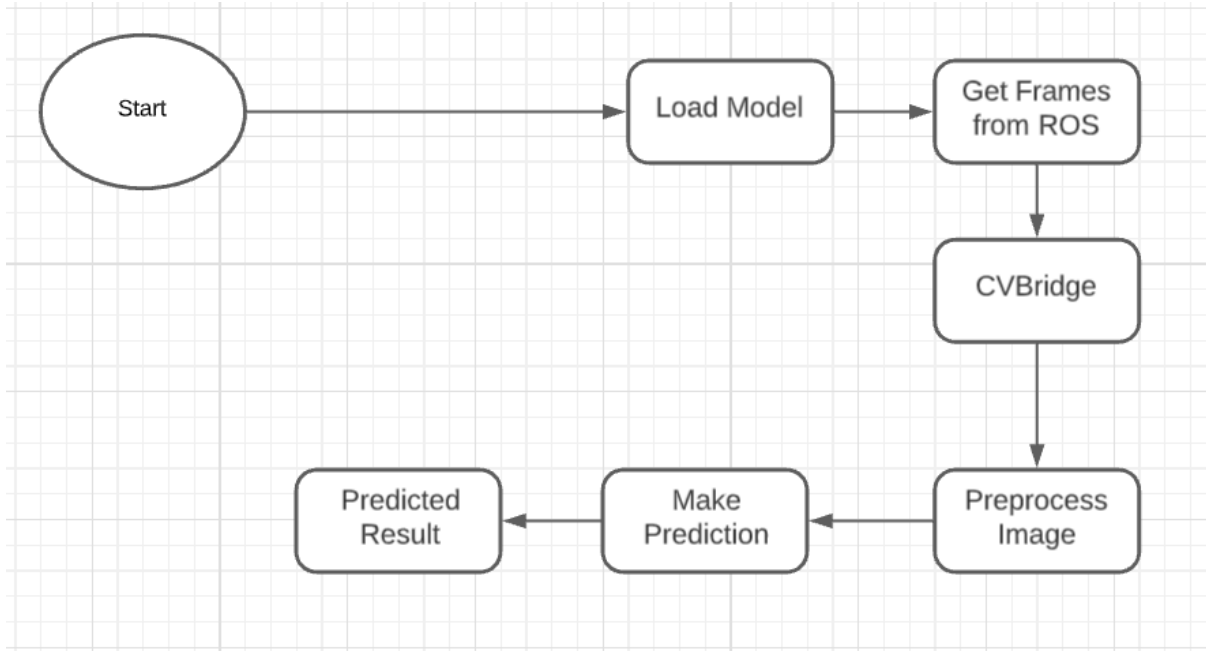 Start
Load Model
Get Frames
from ROS
CVBridge
Preprocess
Image
Make
Prediction
Predicted
Result